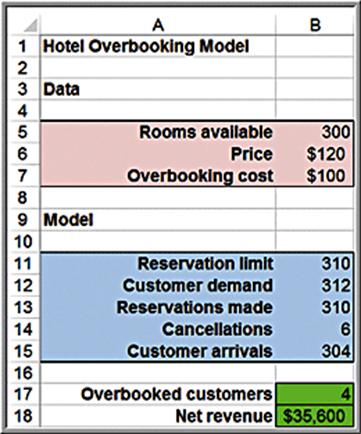 A B
1 Hotel Overbooking Model
2
3 Data
4
5 Rooms available 300
6 Price $120
7 Overbooking cost $100
8
9 Model
10
11 Reservation limit 310
12 Customer demand 312
13 Reservations made 310
14 Cancellations 6
15 Customer arrivals 304
16
17 Overbooked customers 4
18 Net revenue $35,600